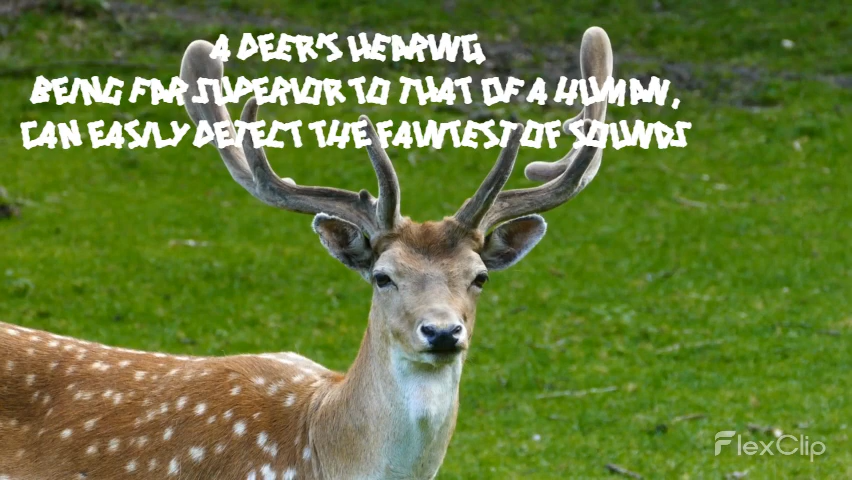 A DEER'S HEARING
BEING FAR SUPERIOR TO THAT OF A HUMAN,
CAN EASILY DETECT THE FAINTEST OF SOUNDS
FlexClip